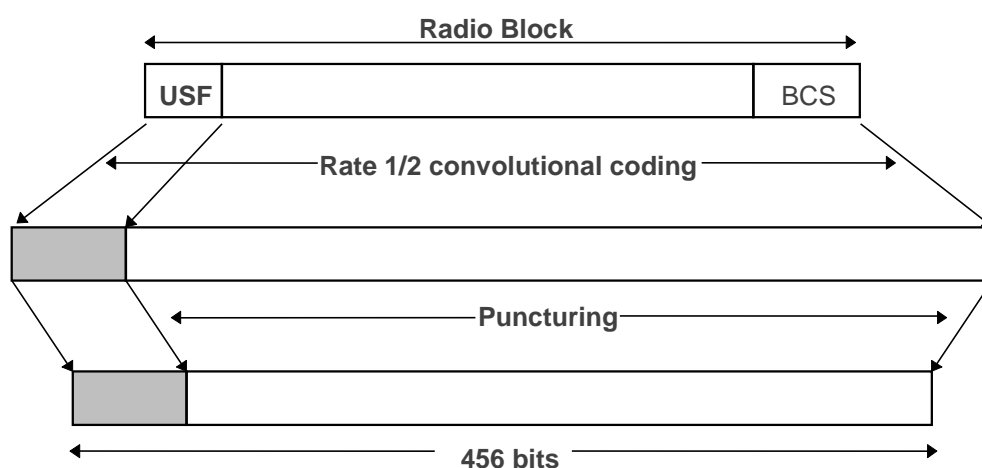 Radio Block
USF
BCS
Rate 1/2 convolutional coding
Puncturing
456 bits